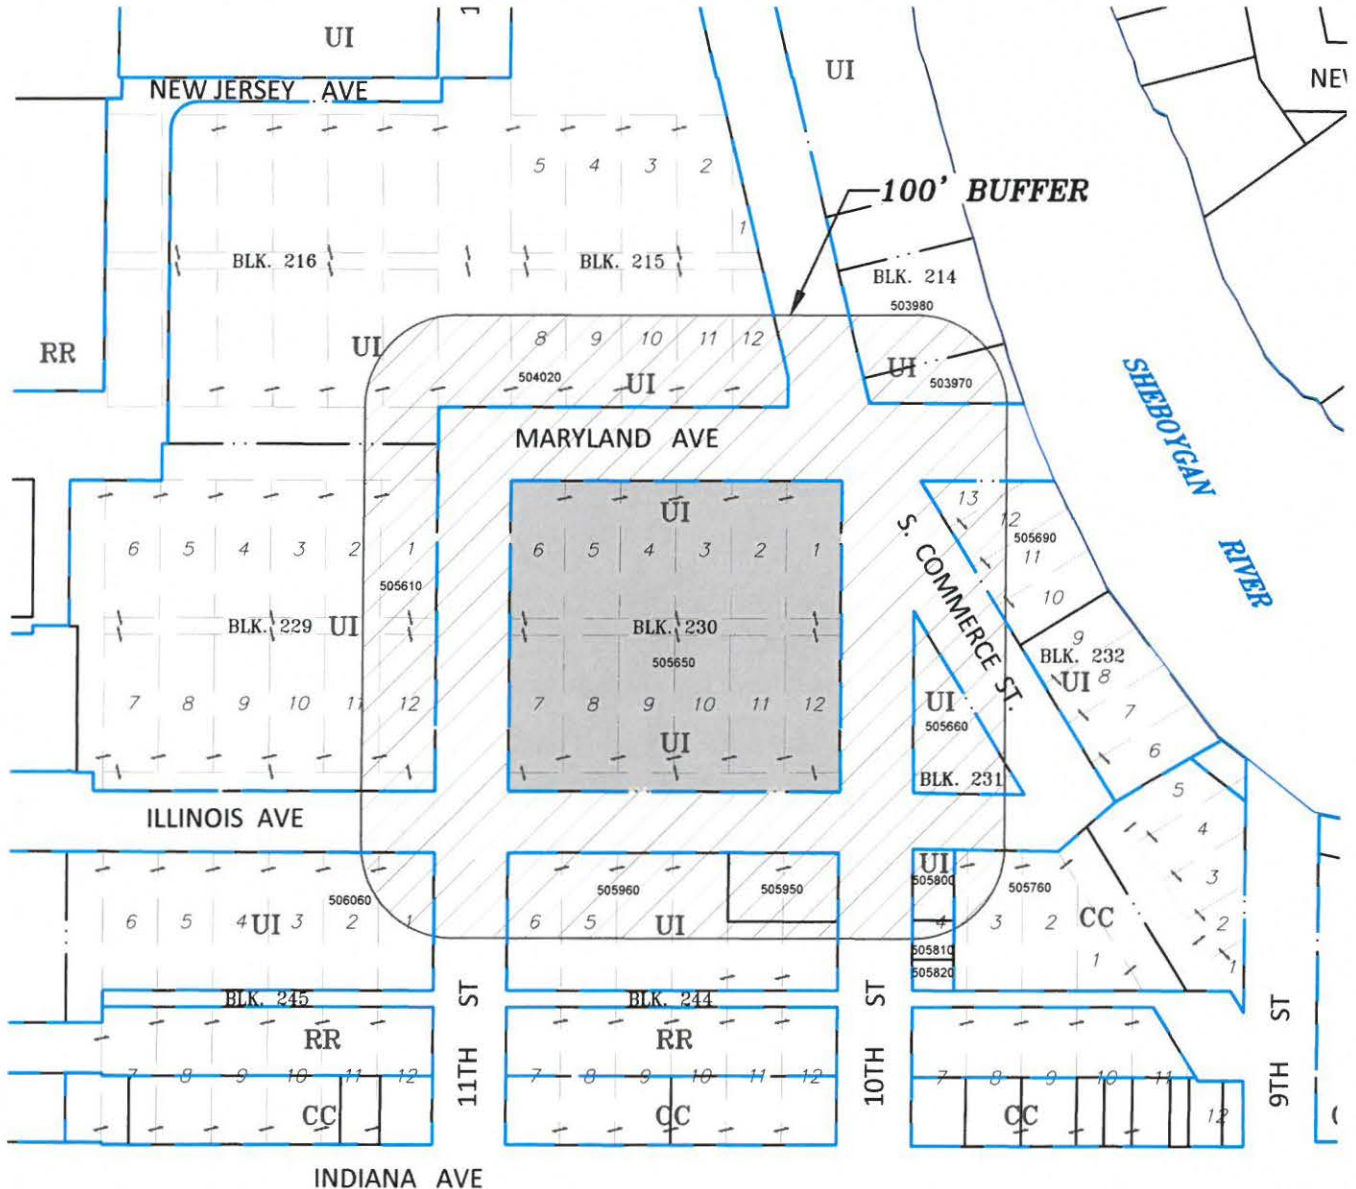 UI
UI
NEW JERSEY AVE
5 4 3 2
1
100' BUFFER
BLK. 216
BLK. 215
BLK. 214
503980
RR
UI
8 9 10 11 12
504020
UI
UI
503970
SHEBOYGAN RIVER
MARYLAND AVE
UI
13
12
505690
11
10
S. COMMERCE ST.
6 5 4 3 2 1
505610
6 5 4 3 2 1
BLK. 229
UI
BLK. 230
505650
9
BLK. 232
UI
8
7
6
UI
505660
7 8 9 10 11 12
7 8 9 10 11 12
UI
BLK. 231
5
4
3
2
1
ILLINOIS AVE
UI
505800
505960
505950
505760
506060
6 5 4 3 2 1
UI
6 5
UI
4
3 2
CC
1
505810
505820
BLK. 245
BLK. 244
11TH ST
10TH ST
9TH ST
RR
RR
7 8 9 10 11 12
7 8 9 10 11 12
7 8 9 10 11
12
CC
CC
CC
INDIANA AVE